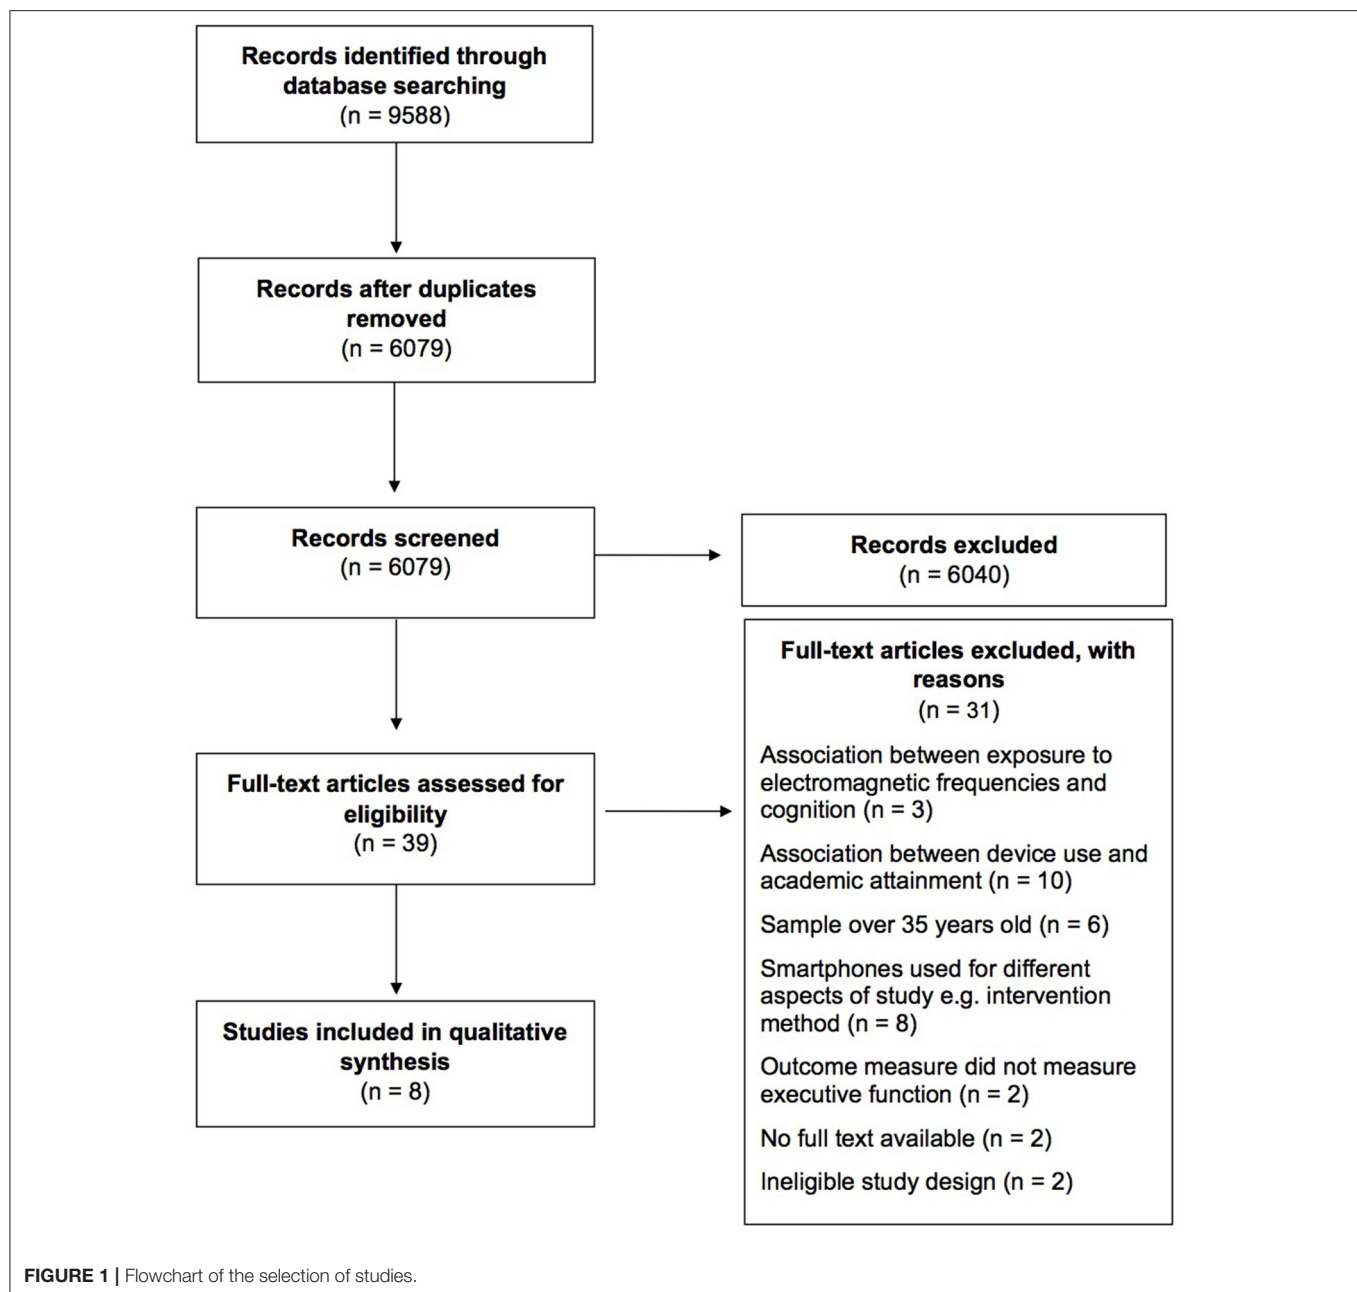 Records identified through
database searching
(n = 9588)
Records after duplicates
removed
(n = 6079)
Records screened
(n = 6079)
Records excluded
(n = 6040)
Full-text articles assessed for
eligibility
(n = 39)
Full-text articles excluded, with
reasons
(n = 31)
Association between exposure to
electromagnetic frequencies and
cognition (n = 3)
Association between device use and
academic attainment (n = 10)
Sample over 35 years old (n = 6)
Smartphones used for different
aspects of study e.g. intervention
method (n = 8)
Outcome measure did not measure
executive function (n = 2)
No full text available (n = 2)
Ineligible study design (n = 2)
Studies included in qualitative
synthesis
(n = 8)
FIGURE 1 | Flowchart of the selection of studies.